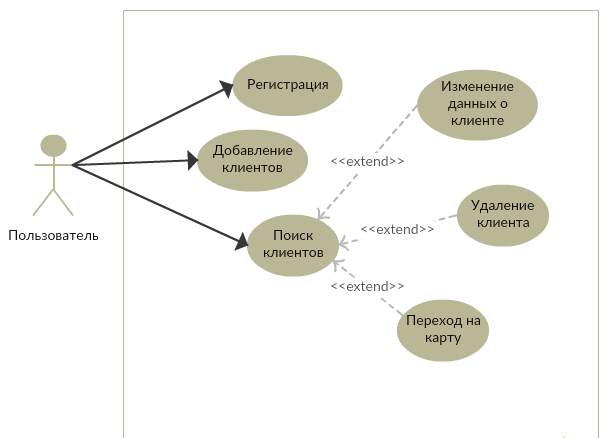 Регистрация
Изменение
данных о
клиенте
Добавление
клиентов
<<extend>>
Удаление
клиента
Пользователь
Поиск
клиентов
<<extend>>
<<extend>>
Переход на
карту